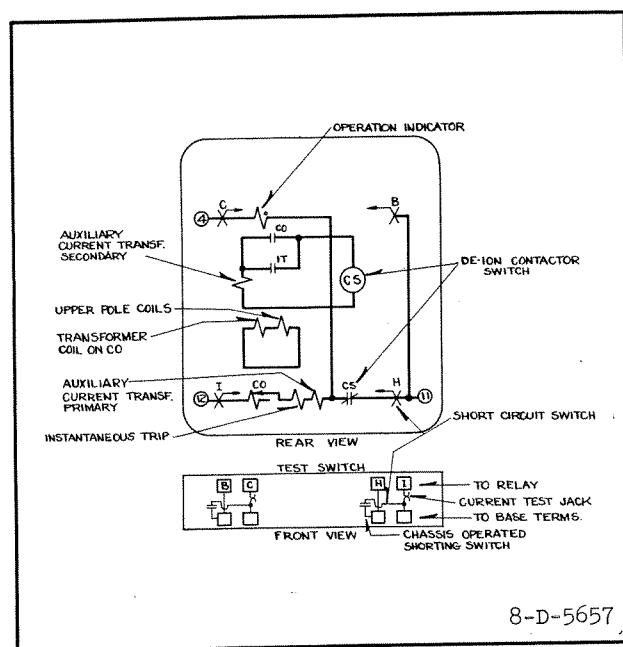 OPERATION INDICATOR
C
B
4
CO
IT
AUXILIARY
CURRENT TRANSF.
SECONDARY
CS
DE-ION CONTACTOR
SWITCH
UPPER POLE COILS
TRANSFORMER
COIL ON CO
AUXILIARY
CURRENT TRANSF.
PRIMARY
I
CO
CS
H
12
11
SHORT CIRCUIT SWITCH
INSTANTANEOUS TRIP
REAR VIEW
TEST SWITCH
B C H I
TO RELAY
CURRENT TEST JACK
TO BASE TERMS.
FRONT VIEW
CHASSIS OPERATED
SHORTING SWITCH
8-D-5657